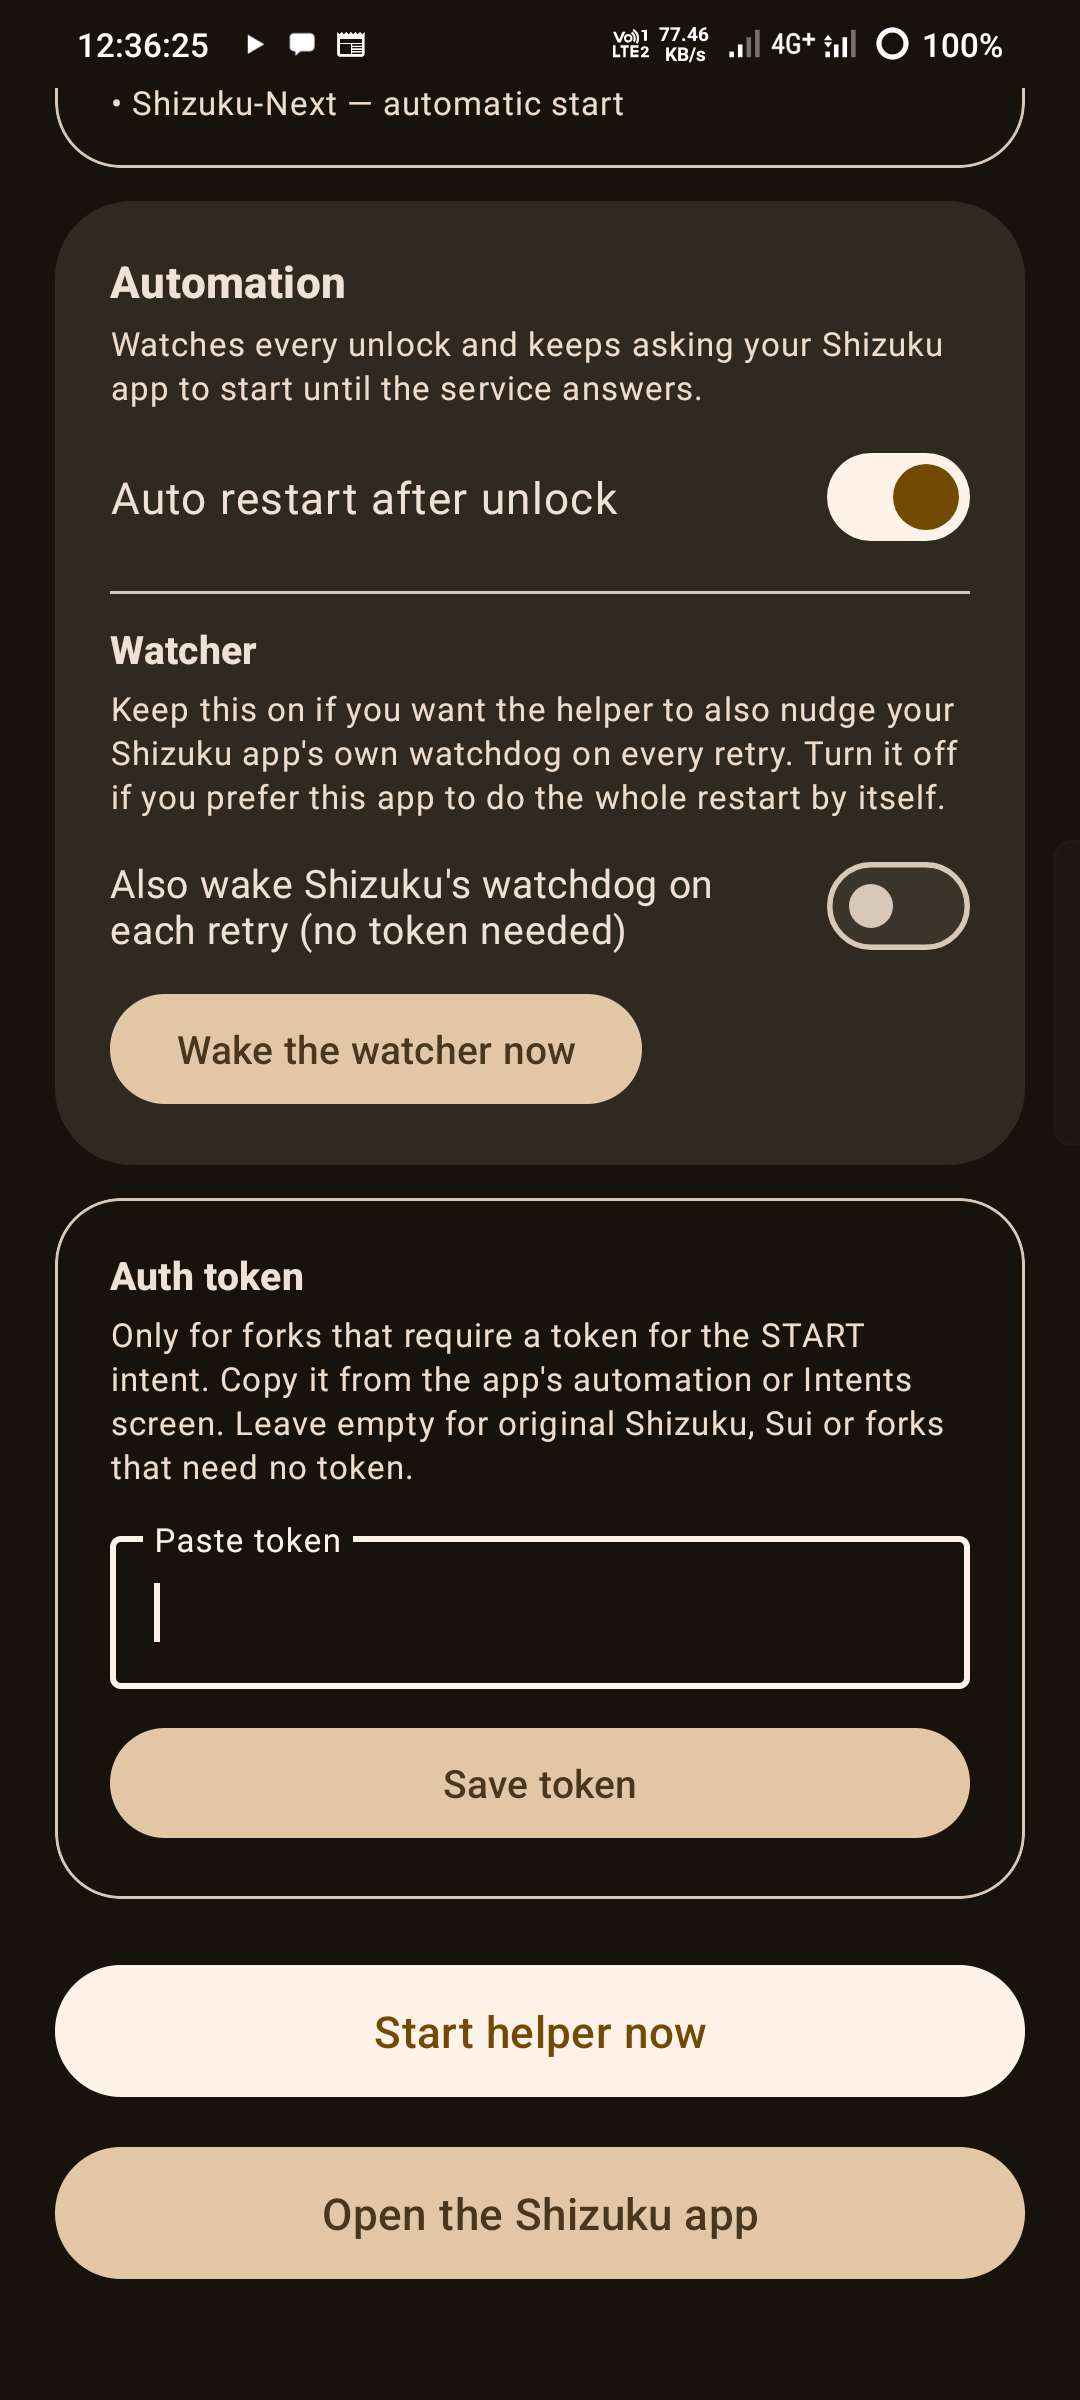 12:36:25 Vo)) 1 LTE2 77.46 KB/s 4G+ 100%
• Shizuku-Next — automatic start
Automation
Watches every unlock and keeps asking your Shizuku
app to start until the service answers.
Auto restart after unlock
Watcher
Keep this on if you want the helper to also nudge your
Shizuku app's own watchdog on every retry. Turn it off
if you prefer this app to do the whole restart by itself.
Also wake Shizuku's watchdog on
each retry (no token needed)
Wake the watcher now
Auth token
Only for forks that require a token for the START
intent. Copy it from the app's automation or Intents
screen. Leave empty for original Shizuku, Sui or forks
that need no token.
Paste token
Save token
Start helper now
Open the Shizuku app